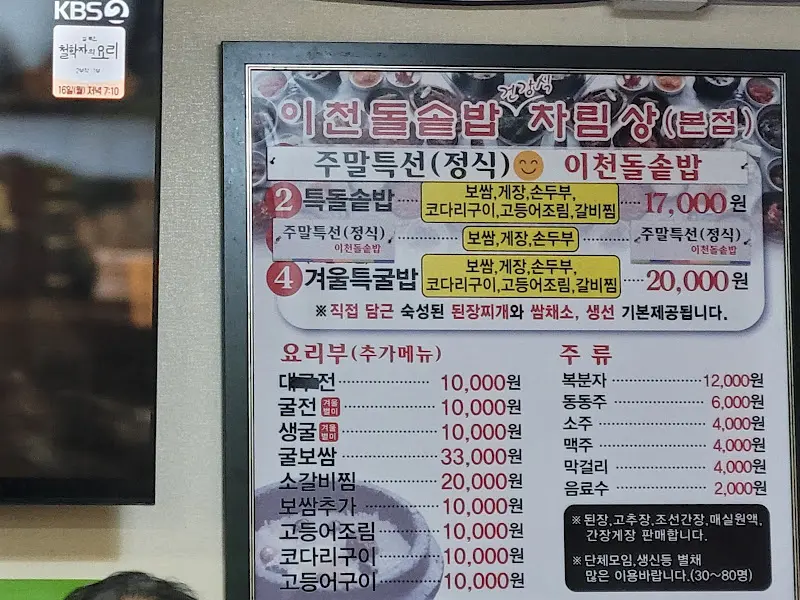 KBS 2
철학자의 요리
16일(월) 저녁 7:10
건강식
이천돌솥밥 차림상(본점)
주말특선(정식) 이천돌솥밥
2 특돌솥밥 보쌈,게장,손두부, 코다리구이,고등어조림,갈비찜 17,000원
주말특선(정식) 이천돌솥밥 보쌈,게장,손두부 주말특선(정식) 이천돌솥밥
4 겨울특굴밥 보쌈,게장,손두부, 코다리구이,고등어조림,갈비찜 20,000원
※직접 담근 숙성된 된장찌개와 쌈채소, 생선 기본제공됩니다.
요리부(추가메뉴)
전 10,000원
굴전 겨울별미 10,000원
생굴 겨울별미 10,000원
굴보쌈 33,000원
소갈비찜 20,000원
보쌈추가 10,000원
고등어조림 10,000원
코다리구이 10,000원
고등어구이 10,000원
주류
복분자 12,000원
동동주 6,000원
소주 4,000원
맥주 4,000원
막걸리 4,000원
음료수 2,000원
※된장,고추장,조선간장,매실원액,
간장게장 판매합니다.
※단체모임,생신등 별채
많은 이용바랍니다.(30~80명)